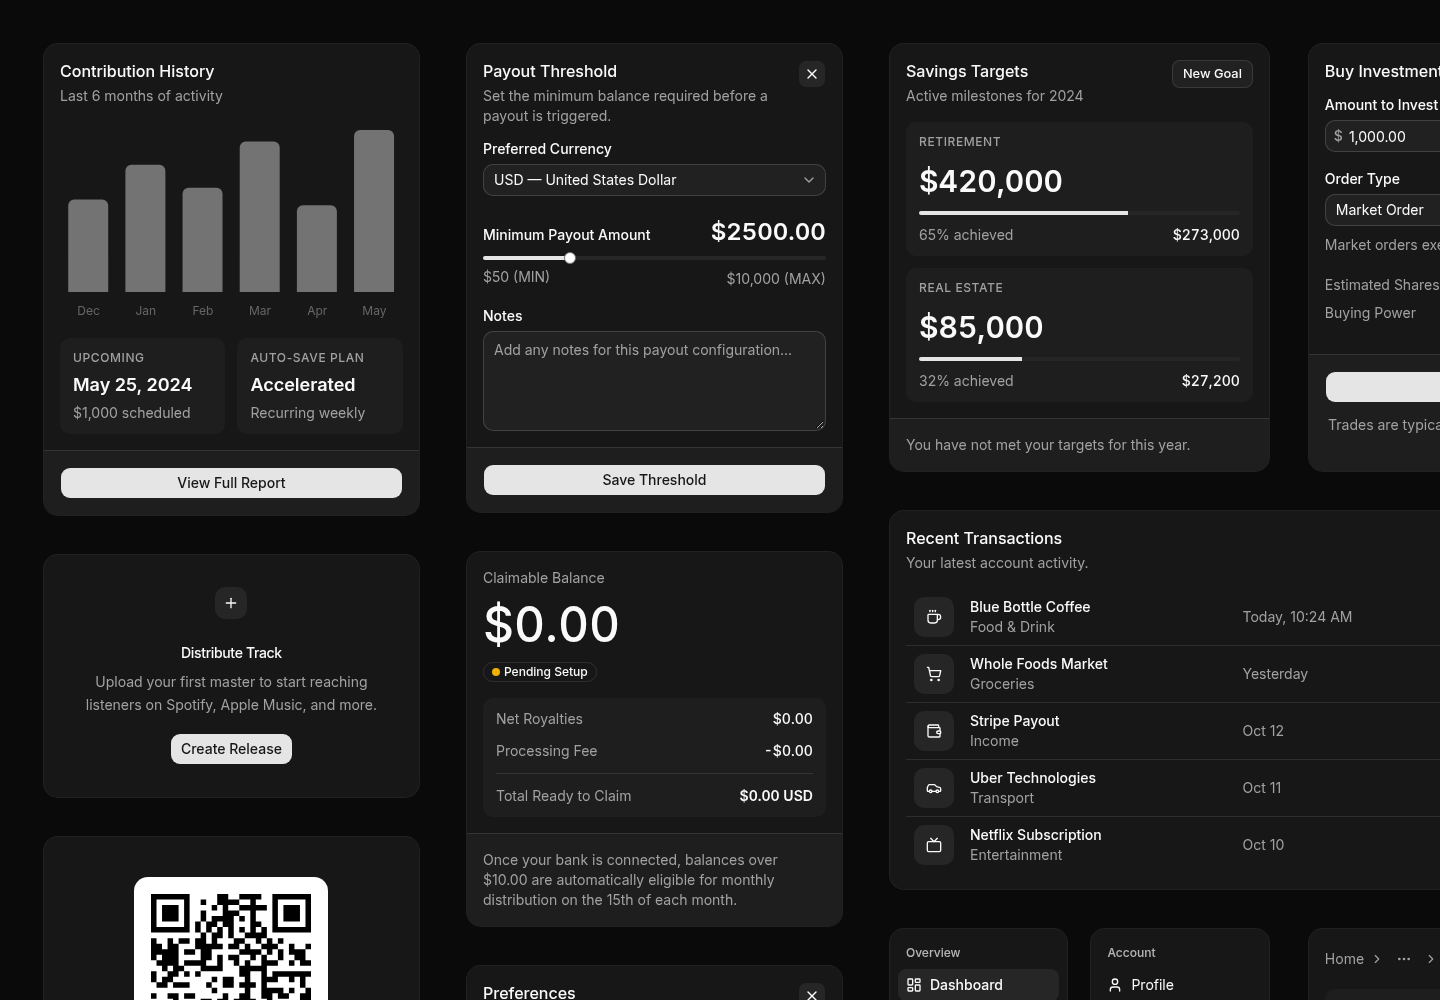 Contribution History
Last 6 months of activity
Dec Jan Feb Mar Apr May
UPCOMING
May 25, 2024
$1,000 scheduled
AUTO-SAVE PLAN
Accelerated
Recurring weekly
View Full Report
Distribute Track
Upload your first master to start reaching
listeners on Spotify, Apple Music, and more.
Create Release
Payout Threshold
Set the minimum balance required before a
payout is triggered.
Preferred Currency
USD — United States Dollar
Minimum Payout Amount $2500.00
$50 (MIN) $10,000 (MAX)
Notes
Add any notes for this payout configuration...
Save Threshold
Claimable Balance
$0.00
Pending Setup
Net Royalties $0.00
Processing Fee -$0.00
Total Ready to Claim $0.00 USD
Once your bank is connected, balances over
$10.00 are automatically eligible for monthly
distribution on the 15th of each month.
Preferences
Savings Targets
New Goal
Active milestones for 2024
RETIREMENT
$420,000
65% achieved $273,000
REAL ESTATE
$85,000
32% achieved $27,200
You have not met your targets for this year.
Buy Investment
Amount to Invest
$ 1,000.00
Order Type
Market Order
Market orders exe
Estimated Shares
Buying Power
Trades are typica
Recent Transactions
Your latest account activity.
Blue Bottle Coffee
Food & Drink
Today, 10:24 AM
Whole Foods Market
Groceries
Yesterday
Stripe Payout
Income
Oct 12
Uber Technologies
Transport
Oct 11
Netflix Subscription
Entertainment
Oct 10
Overview
Dashboard
Account
Profile
Home